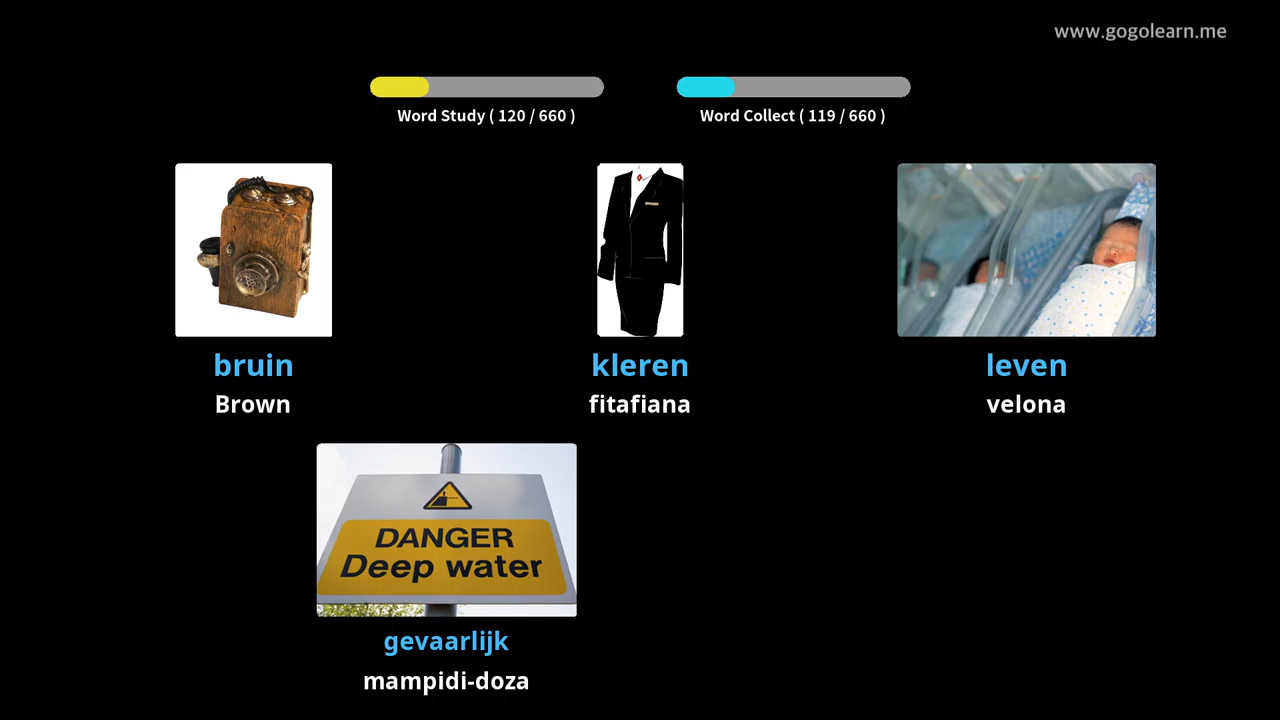 www.gogolearn.me
Word Study ( 120 / 660 )
Word Collect ( 119 / 660 )
bruin
Brown
kleren
fitafiana
leven
velona
DANGER
Deep water
gevaarlijk
mampidi-doza